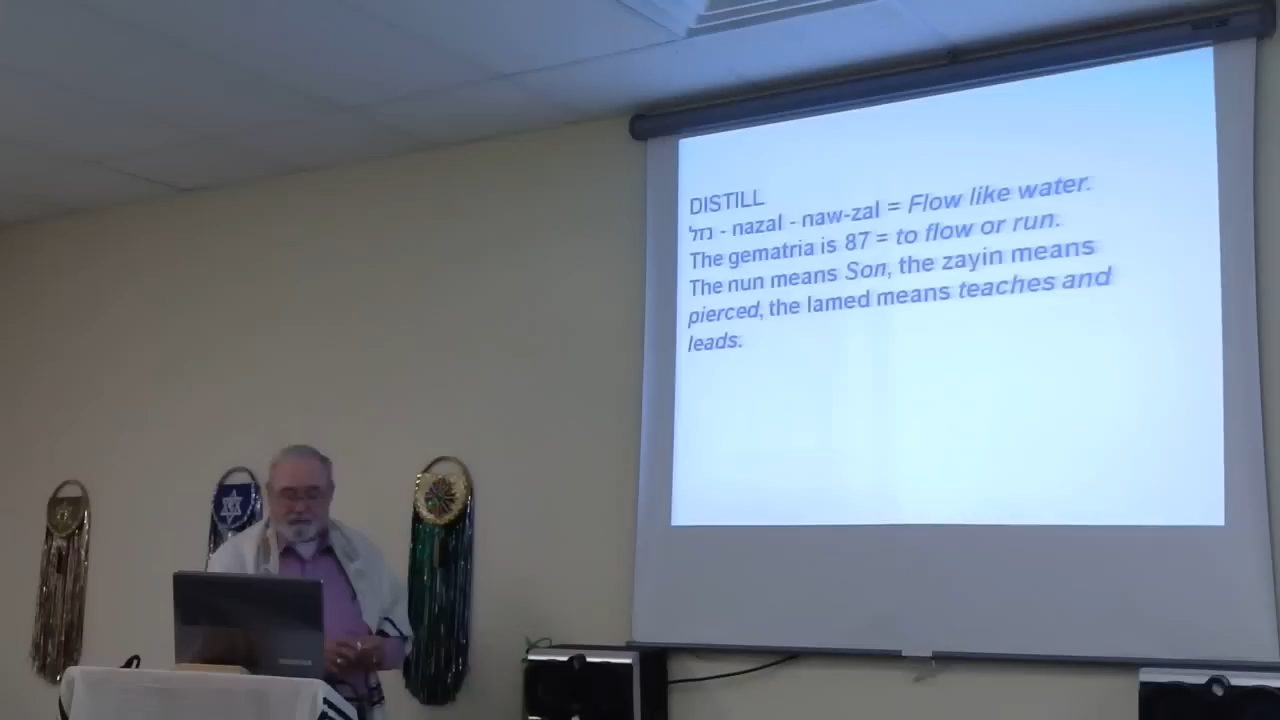 DISTILL
נזל - nazal - naw-zal = Flow like water.
The gematria is 87 = to flow or run.
The nun means Son, the zayin means
pierced, the lamed means teaches and
leads.